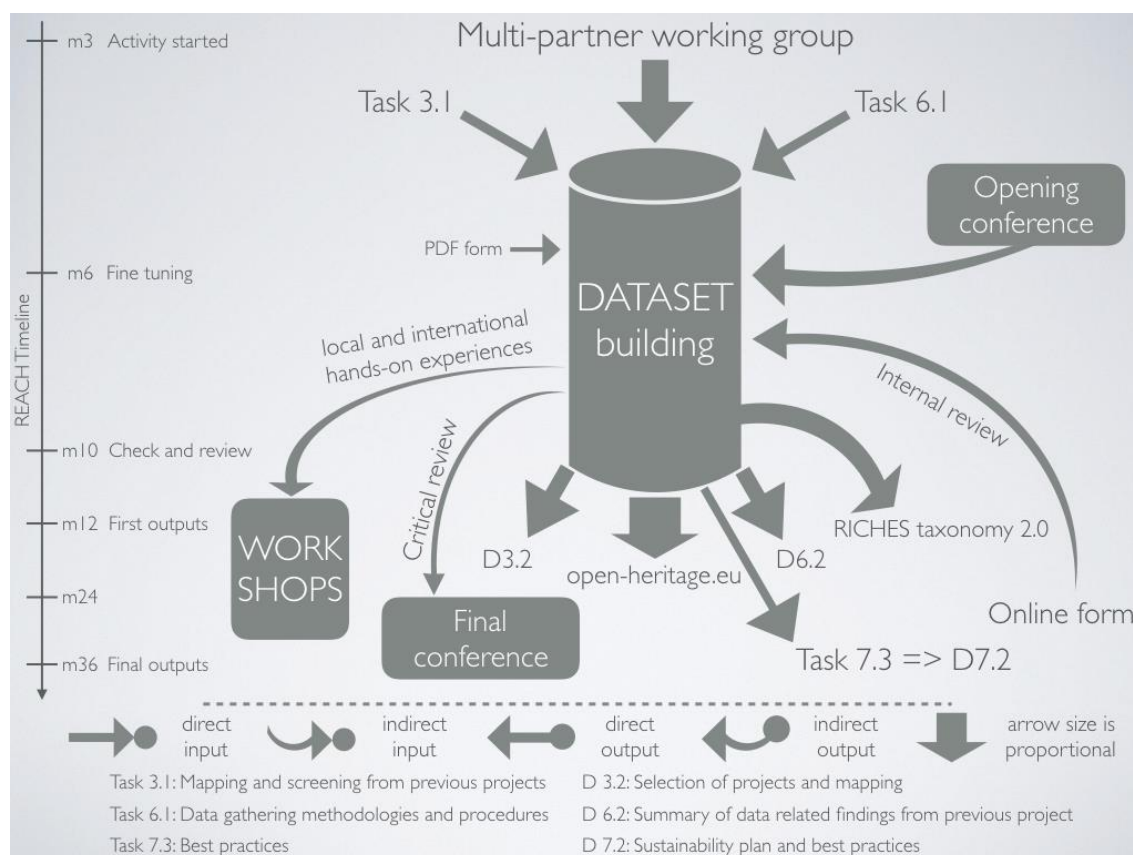 m3 Activity started
Multi-partner working group
Task 3.1
Task 6.1
Opening
conference
PDF form
m6 Fine tuning
DATASET
building
local and international
hands-on experiences
Internal review
REACH Timeline
m10 Check and review
Critical review
m12 First outputs
RICHES taxonomy 2.0
WORK
SHOPS
D3.2
D6.2
open-heritage.eu
m24
Final
conference
Online form
m36 Final outputs
Task 7.3 => D7.2
direct
input
indirect
input
direct
output
indirect
output
arrow size is
proportional
Task 3.1: Mapping and screening from previous projects
D 3.2: Selection of projects and mapping
Task 6.1: Data gathering methodologies and procedures
D 6.2: Summary of data related findings from previous project
Task 7.3: Best practices
D 7.2: Sustainability plan and best practices